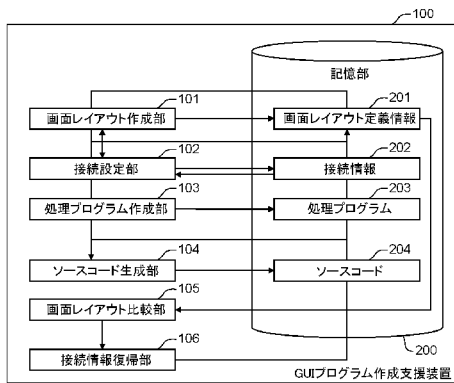 100
記憶部
101
画面レイアウト作成部
201
画面レイアウト定義情報
102
接続設定部
202
接続情報
103
処理プログラム作成部
203
処理プログラム
104
ソースコード生成部
204
ソースコード
105
画面レイアウト比較部
106
接続情報復帰部
200
GUIプログラム作成支援装置